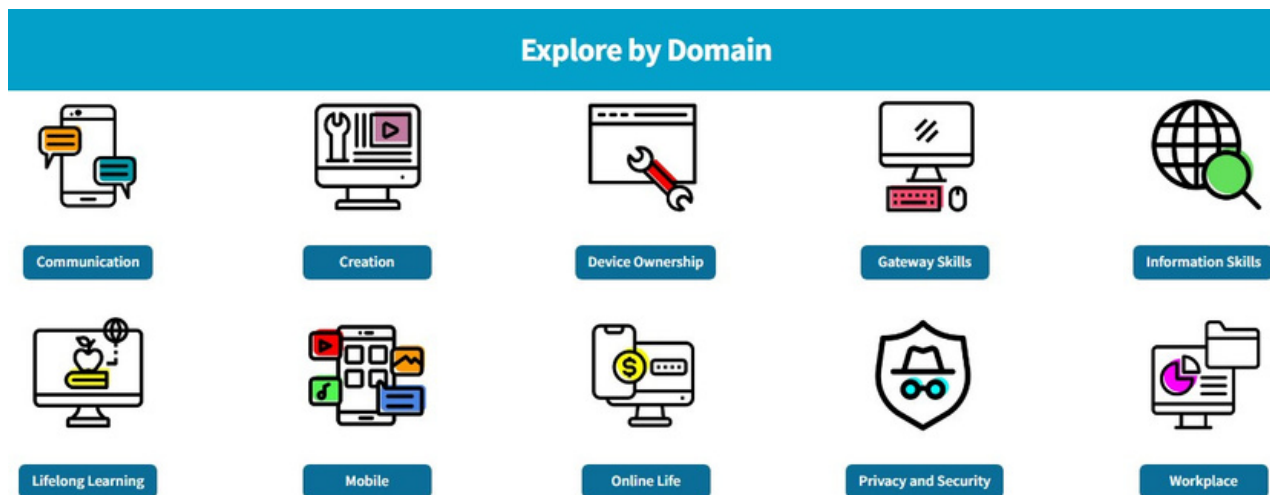 Explore by Domain
Communication
Creation
Device Ownership
Gateway Skills
Information Skills
Lifelong Learning
Mobile
Online Life
Privacy and Security
Workplace